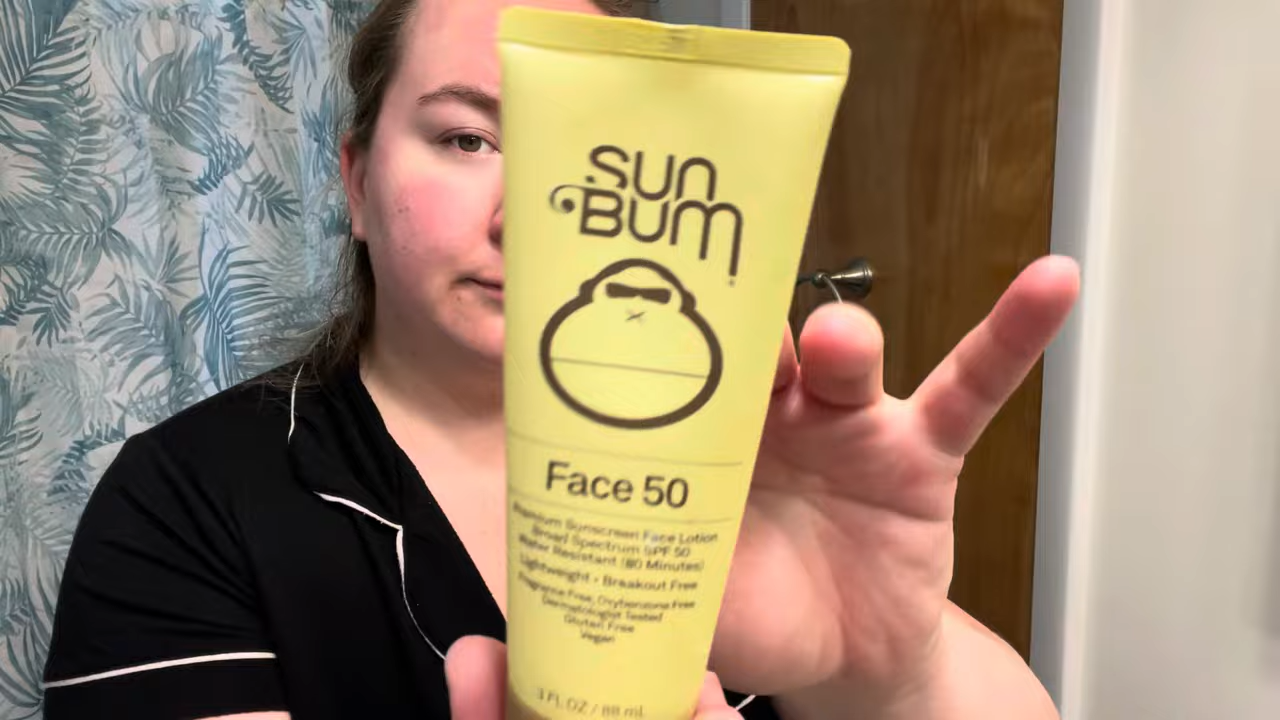 SUN
BUM
Face 50
Premium Sunscreen Face Lotion
Broad Spectrum SPF 50
Water Resistant (80 Minutes)
Lightweight • Breakout Free
Fragrance Free, Oxybenzone Free
Dermatologist Tested
Gluten Free
Vegan
3 FL OZ / 88 mL